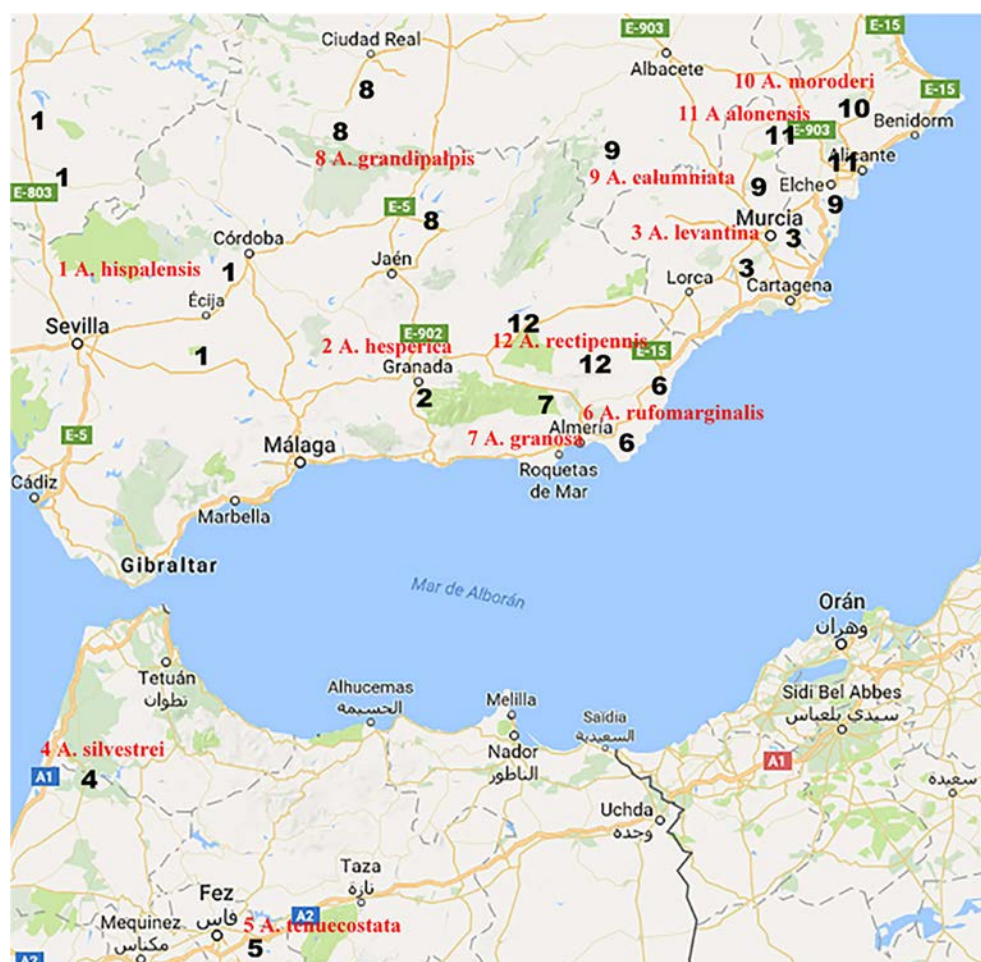 E-903
E-15
Ciudad Real
Albacete
8
10 A. moroderi
E-15
1
10
11 A alonensis
8
11
E-903
Benidorm
8 A. grandipalpis
9
11
Alicante
1
9 A. calumniata
9
Elche
E-803
9
E-5
8
Murcia
3 A. levantina
3
Córdoba
1 A. hispalensis
1
Jaén
3
Lorca
Cartagena
Écija
Sevilla
12
E-902
2 A. hesperica
12 A. rectipennis
E-15
1
Granada
12
2
7
6
6 A. rufomarginalis
E-5
Málaga
7 A. granosa
Almería
6
Roquetas
de Mar
Cádiz
Marbella
Gibraltar
Mar de Alborán
Orán
وهران
Tetuán
تطوان
Alhucemas
الحسيمة
Melilla
Sidi Bel Abbes
سيدي بلعباس
Saïdia
السعيدية
Nador
الناظور
4 A. silvestrei
A1
4
A1
سعيده
Uchda
وجدة
Taza
تازة
Fez
فاس
A2
5 A. tenuecostata
Mequinez
مكناس
5
A2